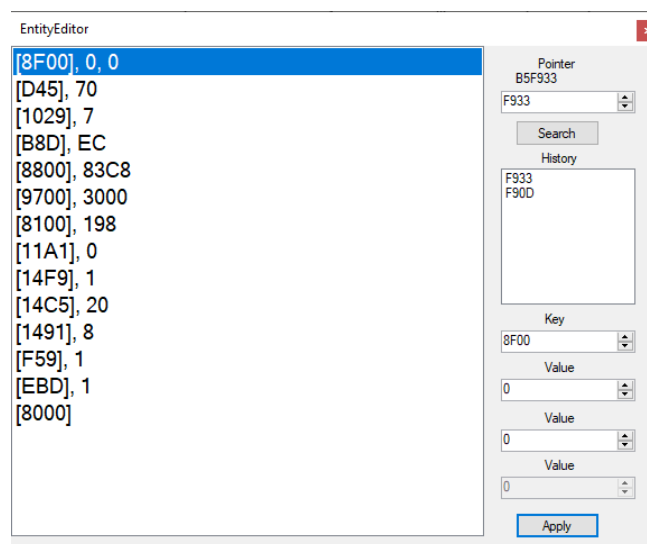 EntityEditor
[8F00], 0, 0
[D45], 70
[1029], 7
[B8D], EC
[8800], 83C8
[9700], 3000
[8100], 198
[11A1], 0
[14F9], 1
[14C5], 20
[1491], 8
[F59], 1
[EBD], 1
[8000]
Pointer
B5F933
F933
Search
History
F933
F90D
Key
8F00
Value
0
Value
0
Value
0
Apply